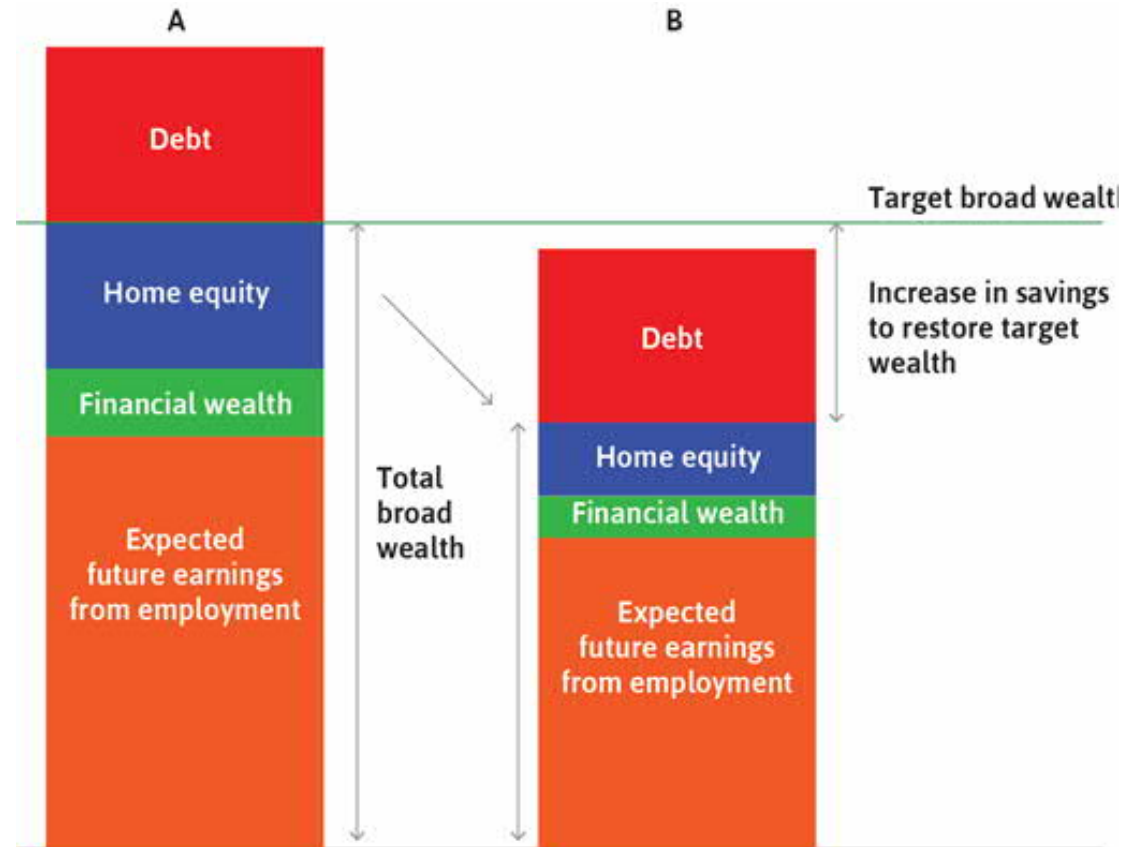 A
B
Debt
Target broad wealt
Home equity
Increase in savings
to restore target
wealth
Debt
Financial wealth
Total
broad
wealth
Home equity
Financial wealth
Expected
future earnings
from employment
Expected
future earnings
from employment